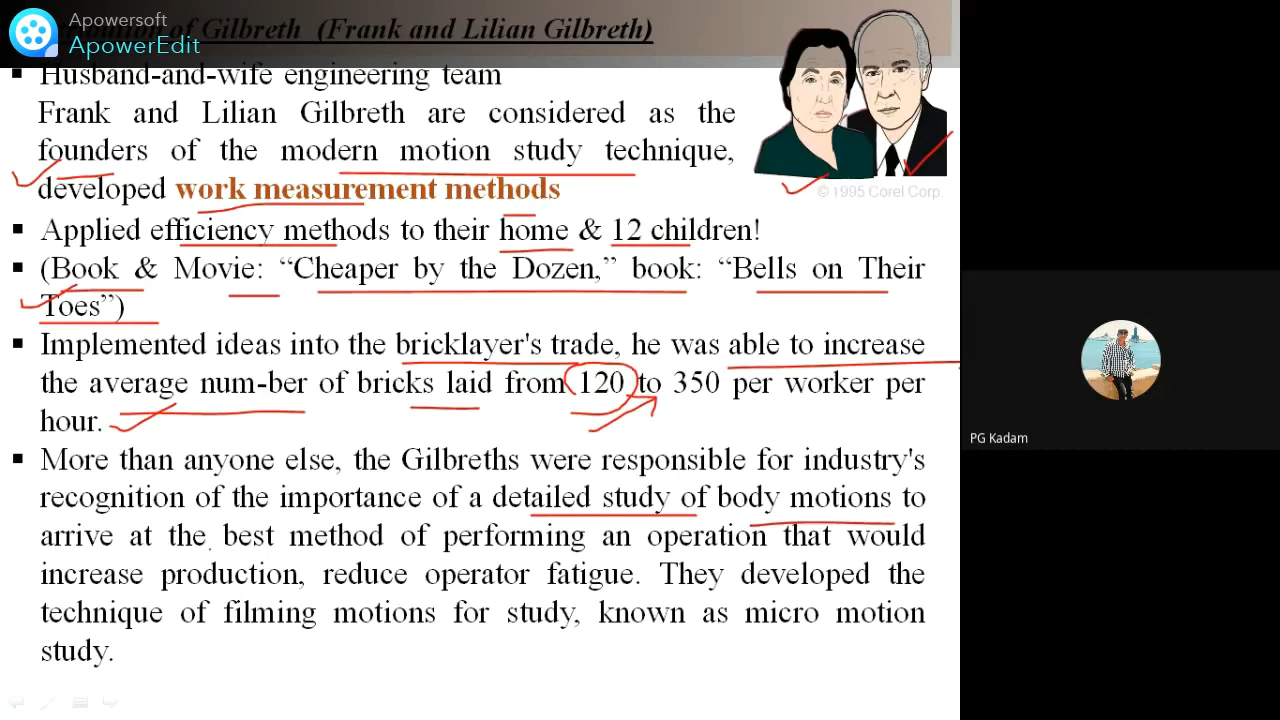 Apowersoft
ApowerEdit
of Gilbreth (Frank and Lilian Gilbreth)
▪ Husband-and-wife engineering team
Frank and Lilian Gilbreth are considered as the
founders of the modern motion study technique,
developed work measurement methods
© 1995 Corel Corp.
▪ Applied efficiency methods to their home & 12 children!
▪ (Book & Movie: “Cheaper by the Dozen,” book: “Bells on Their
Toes”)
▪ Implemented ideas into the bricklayer's trade, he was able to increase
the average num-ber of bricks laid from 120 to 350 per worker per
hour.
▪ More than anyone else, the Gilbreths were responsible for industry's
recognition of the importance of a detailed study of body motions to
arrive at the best method of performing an operation that would
increase production, reduce operator fatigue. They developed the
technique of filming motions for study, known as micro motion
study.
PG Kadam